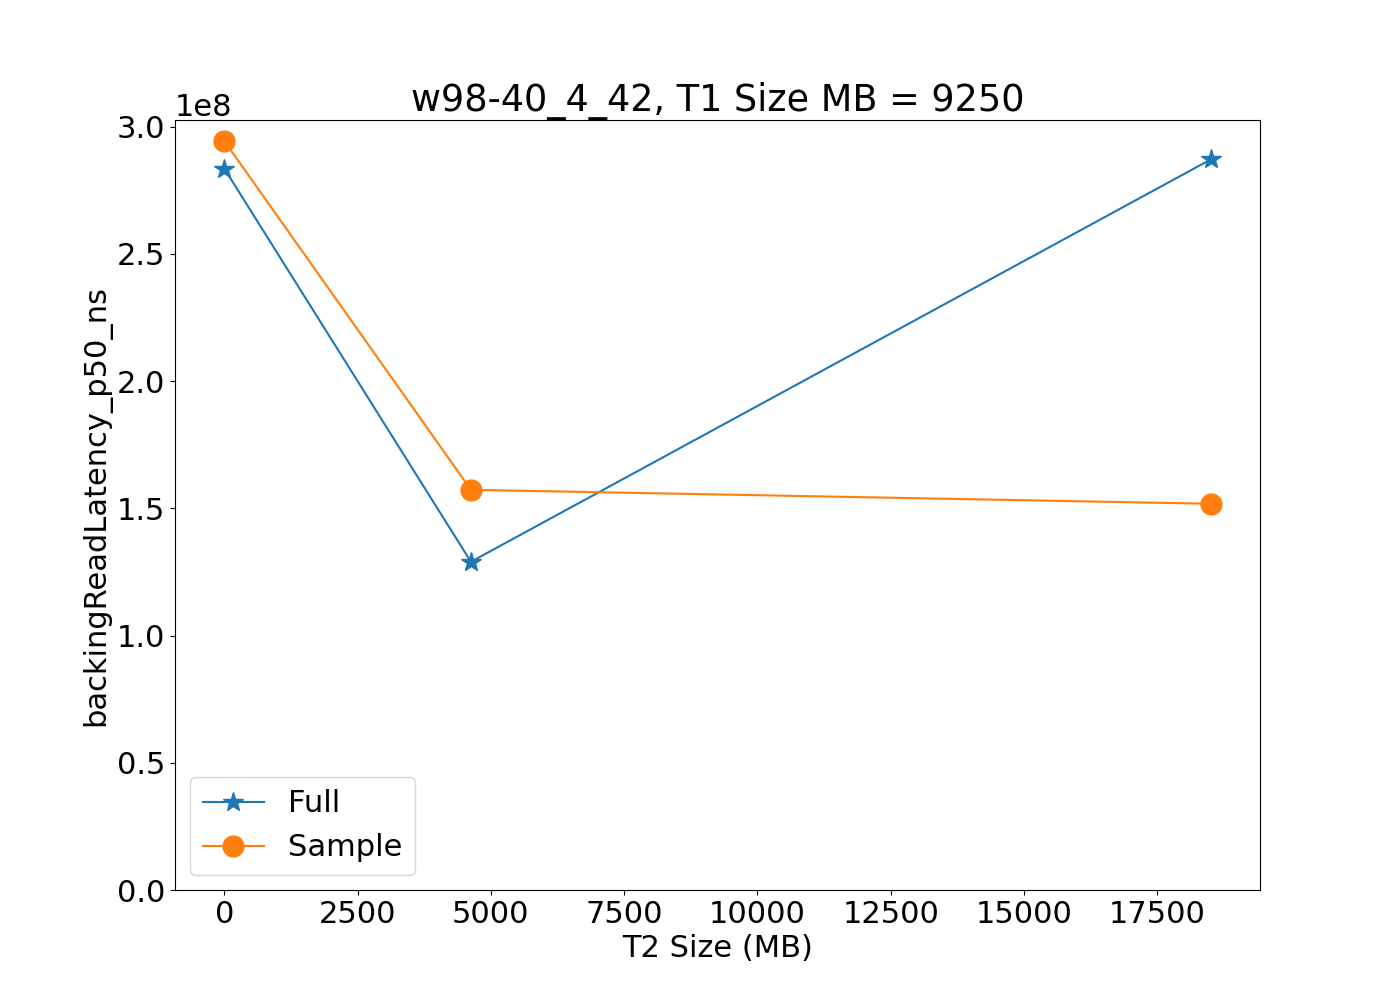 w98-40_4_42, T1 Size MB = 9250
1e8
3.0
2.5
2.0
1.5
1.0
0.5
0.0
backingReadLatency_p50_ns
Full
Sample
0 2500 5000 7500 10000 12500 15000 17500
T2 Size (MB)